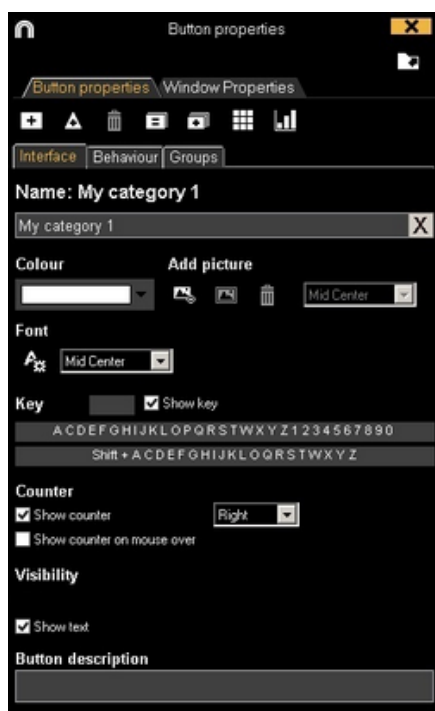 Button properties
Button properties Window Properties
Interface Behaviour Groups
Name: My category 1
My category 1 X
Colour Add picture
Mid Center
Font
Mid Center
Key Show key
A C D E F G H I J K L O P Q R S T W X Y Z 1 2 3 4 5 6 7 8 9 0
Shift + A C D E F G H I J K L O Q R S T W X Y Z
Counter
Show counter Right
Show counter on mouse over
Visibility
Show text
Button description